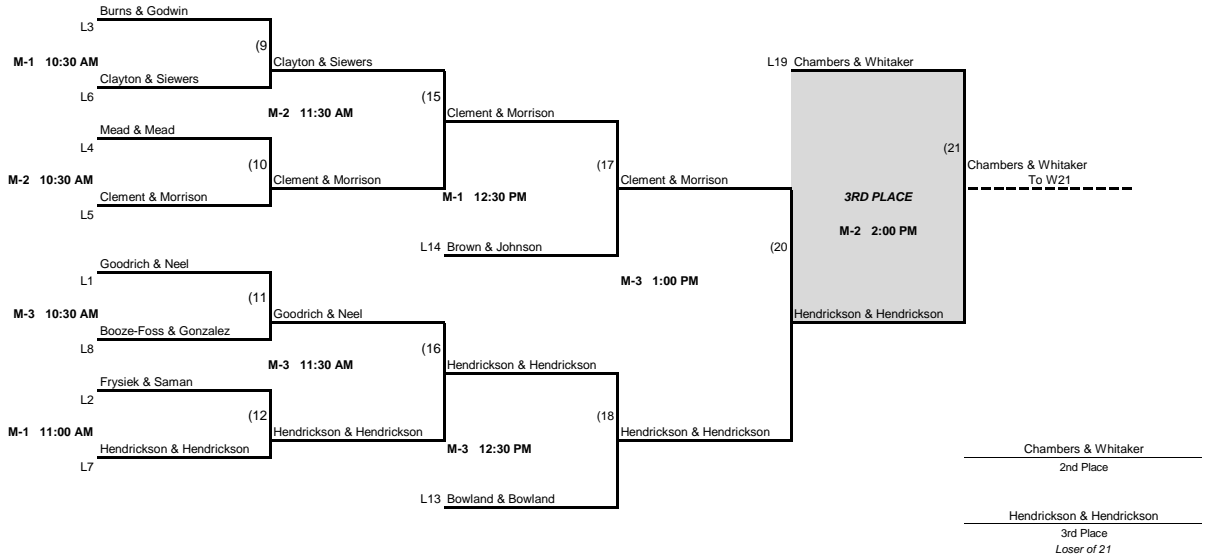 Burns & Godwin
L3
(9
M-1 10:30 AM
Clayton & Siewers
L19 Chambers & Whitaker
Clayton & Siewers
L6
(15
M-2 11:30 AM
Clement & Morrison
Mead & Mead
L4
(21
(10
(17
Chambers & Whitaker
M-2 10:30 AM
Clement & Morrison
Clement & Morrison
To W21
Clement & Morrison
M-1 12:30 PM
3RD PLACE
L5
M-2 2:00 PM
L14 Brown & Johnson
(20
Goodrich & Neel
L1
M-3 1:00 PM
(11
M-3 10:30 AM
Goodrich & Neel
Hendrickson & Hendrickson
Booze-Foss & Gonzalez
L8
(16
M-3 11:30 AM
Hendrickson & Hendrickson
Frysiek & Saman
L2
(12
(18
M-1 11:00 AM
Hendrickson & Hendrickson
Hendrickson & Hendrickson
Hendrickson & Hendrickson
M-3 12:30 PM
Chambers & Whitaker
L7
2nd Place
L13 Bowland & Bowland
Hendrickson & Hendrickson
3rd Place
Loser of 21